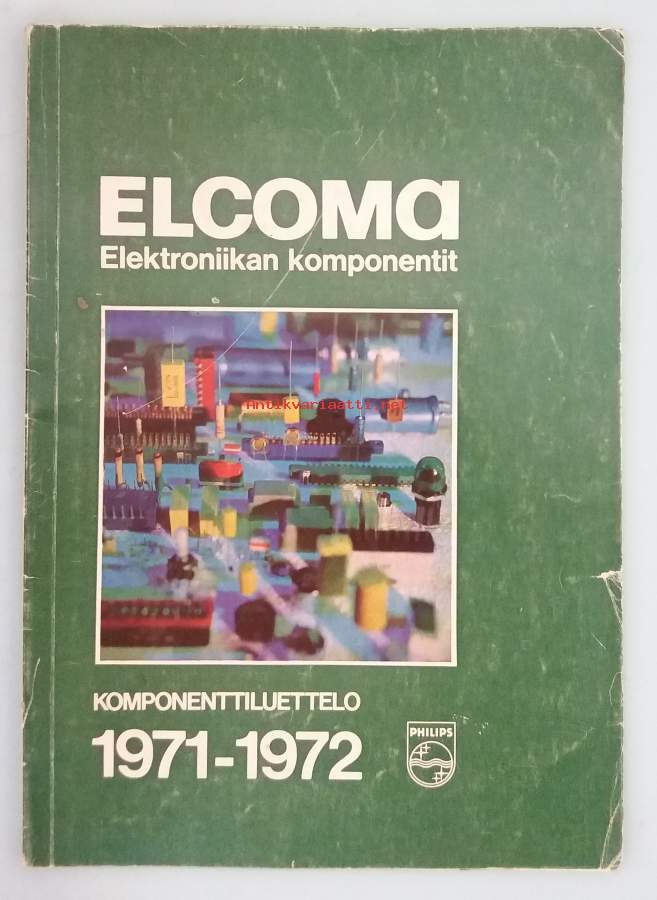 ELCOMa
Elektroniikan komponentit
Antikvariaatti.net
KOMPONENTTILUETTELO
1971-1972
PHILIPS